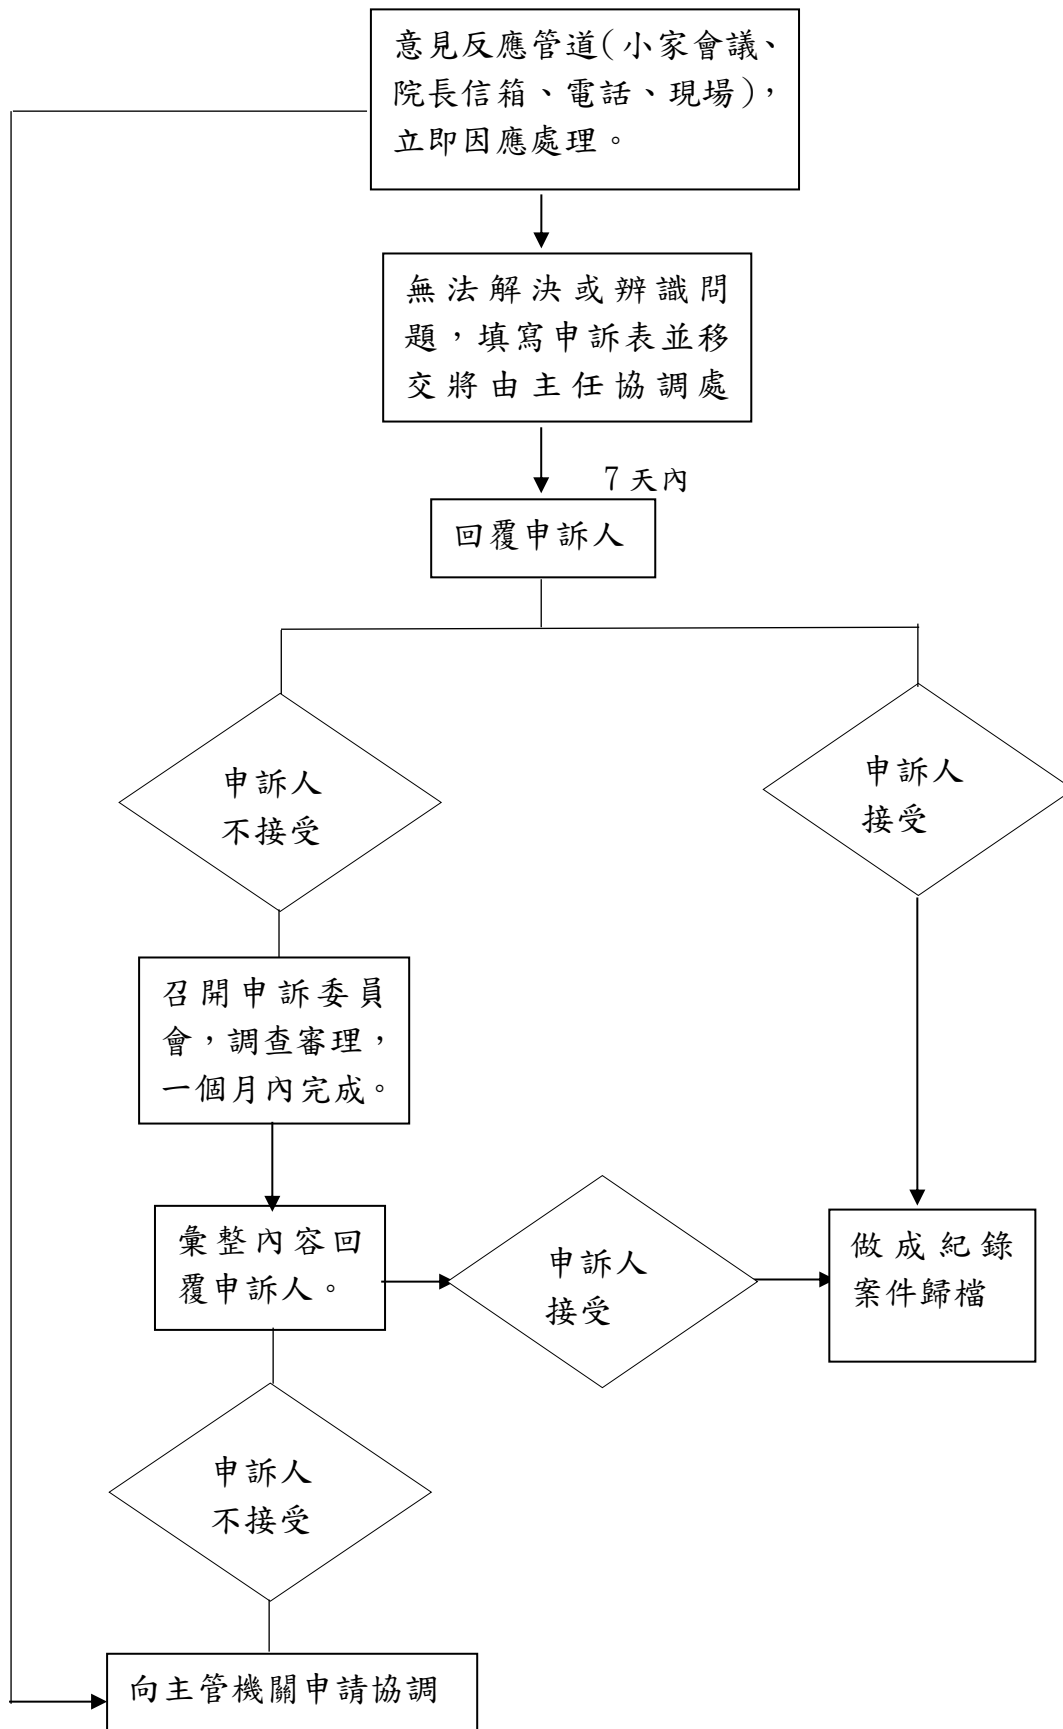 意見反應管道(小家會議、
院長信箱、電話、現場)，
立即因應處理。
無法解決或辨識問
題，填寫申訴表並移
交將由主任協調處
7天內
回覆申訴人
申訴人
不接受
申訴人
接受
召開申訴委員
會，調查審理，
一個月內完成。
彙整內容回
覆申訴人。
申訴人
接受
做成紀錄
案件歸檔
申訴人
不接受
向主管機關申請協調